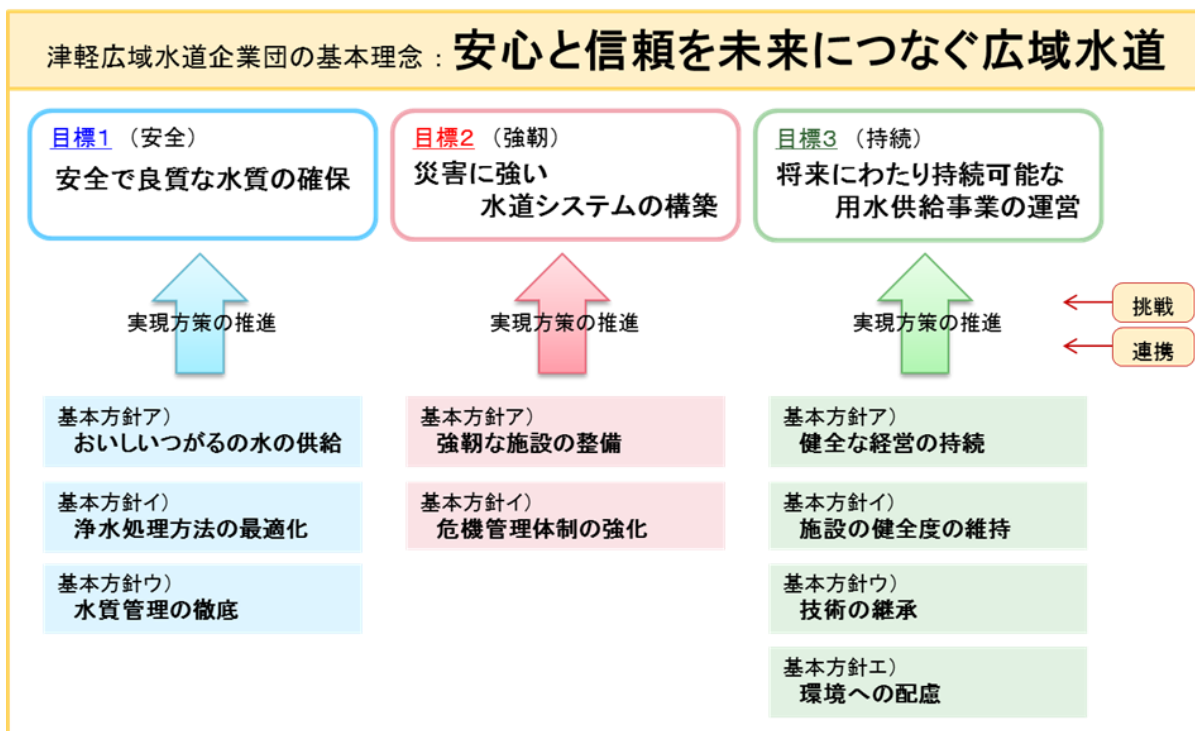 津軽広域水道企業団の基本理念：安心と信頼を未来につなぐ広域水道
目標1（安全）
安全で良質な水質の確保
目標2（強靭）
災害に強い
水道システムの構築
目標3（持続）
将来にわたり持続可能な
用水供給事業の運営
実現方策の推進
実現方策の推進
実現方策の推進
挑戦
連携
基本方針ア）
おいしいつがるの水の供給
基本方針イ）
浄水処理方法の最適化
基本方針ウ）
水質管理の徹底
基本方針ア）
強靭な施設の整備
基本方針イ）
危機管理体制の強化
基本方針ア）
健全な経営の持続
基本方針イ）
施設の健全度の維持
基本方針ウ）
技術の継承
基本方針エ）
環境への配慮